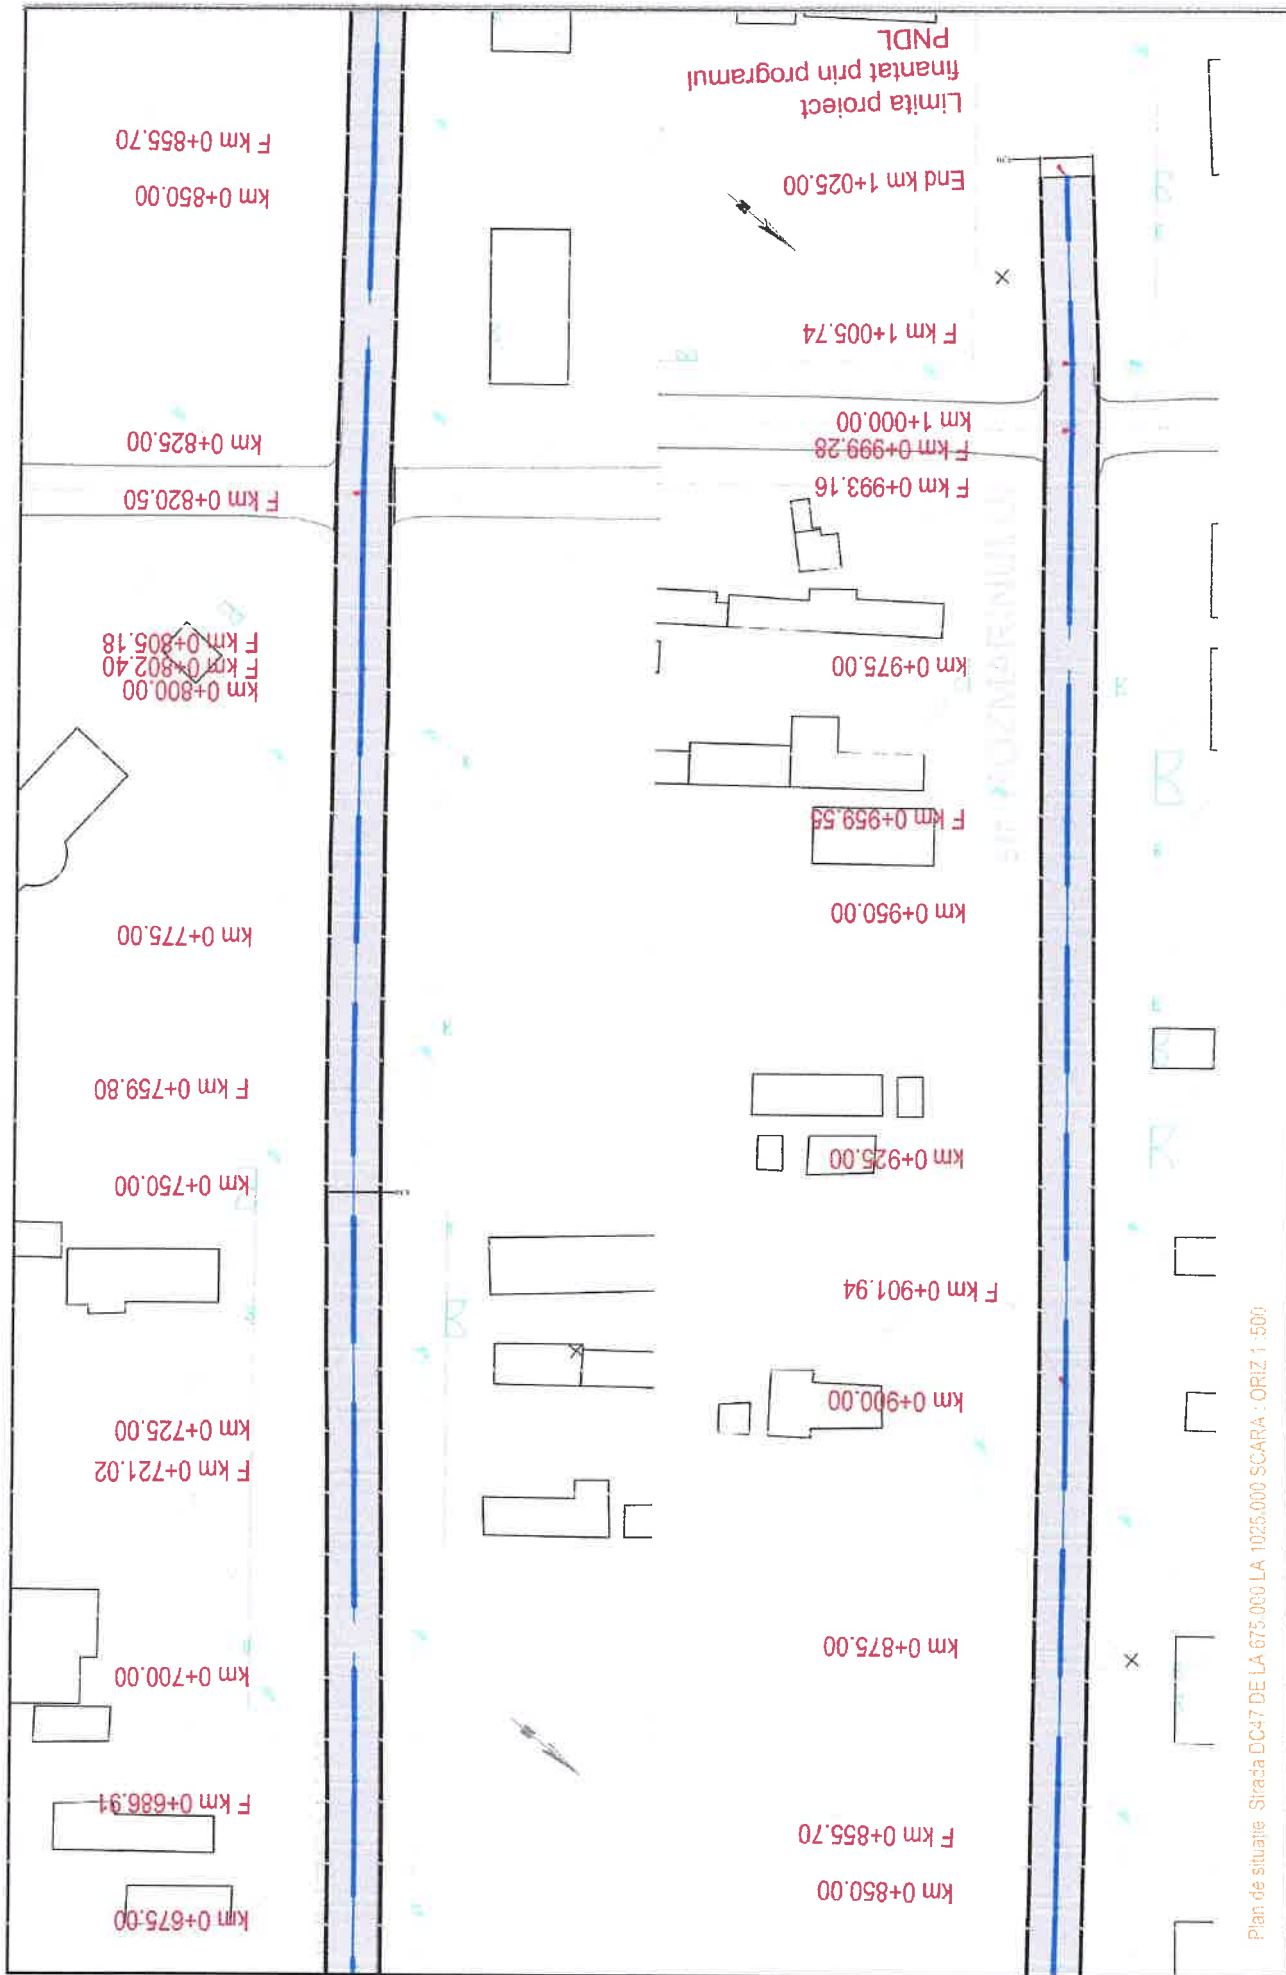 Limita proiect
finantat prin programul
PNDL
End km 1+025.00
F km 1+005.74
km 1+000.00
F km 0+999.28
F km 0+993.16
km 0+975.00
F km 0+959.55
km 0+950.00
km 0+925.00
F km 0+901.94
km 0+900.00
km 0+875.00
F km 0+855.70
km 0+850.00
F km 0+855.70
km 0+850.00
km 0+825.00
F km 0+820.50
F km 0+805.18
F km 0+802.40
km 0+800.00
km 0+775.00
F km 0+759.80
km 0+750.00
km 0+725.00
F km 0+721.02
km 0+700.00
F km 0+686.91
km 0+675.00
Plan de situatie Strada DC47 DE LA 675.000 LA 1025.000 SCARA : ORIZ 1 :500